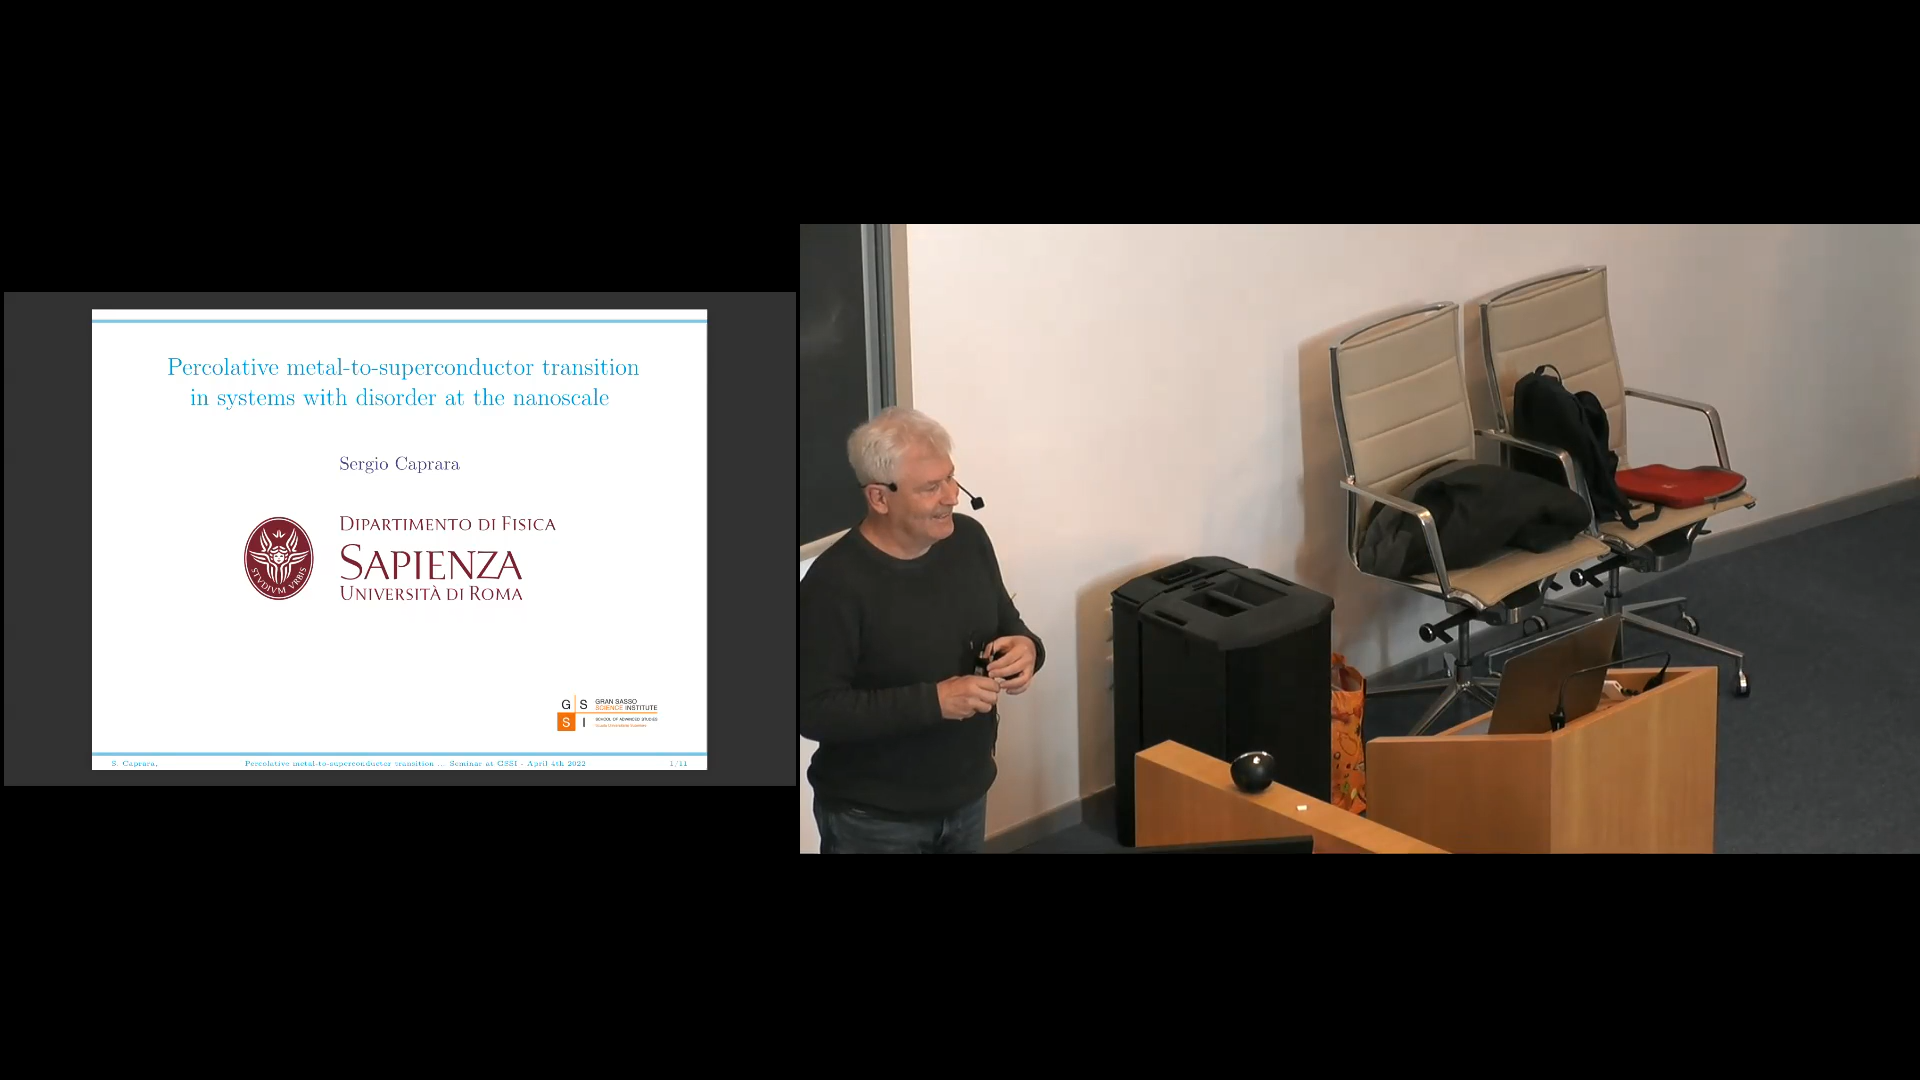 Percolative metal-to-superconductor transition
in systems with disorder at the nanoscale
Sergio Caprara
STVDIVM VRBIS
DIPARTIMENTO DI FISICA
SAPIENZA
UNIVERSITÀ DI ROMA
G S
S I
GRAN SASSO
SCIENCE INSTITUTE
SCHOOL OF ADVANCED STUDIES
S. Caprara,
Percolative metal-to-superconductor transition ... Seminar at GSSI - April 4th 2022
1/11